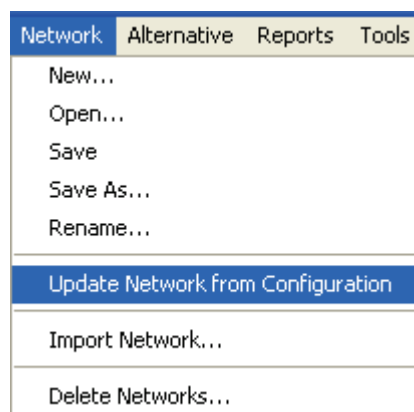 Network Alternative Reports Tools
New...
Open...
Save
Save As...
Rename...
Update Network from Configuration
Import Network...
Delete Networks...